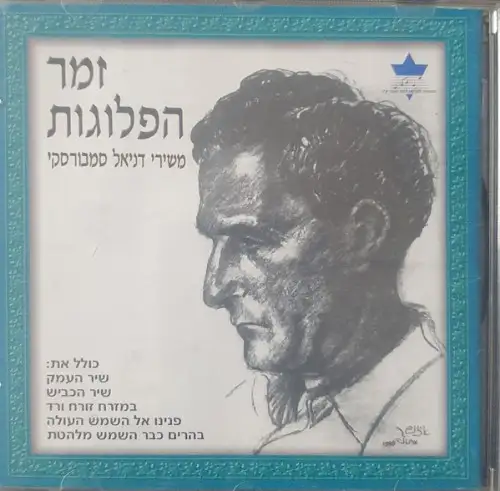 זמר
הפלוגות
משירי דניאל סמבורסקי
כולל את:
שיר העמק
שיר הכביש
במזרח זורח ורד
פנינו אל השמש העולה
בהרים כבר השמש מלהטת